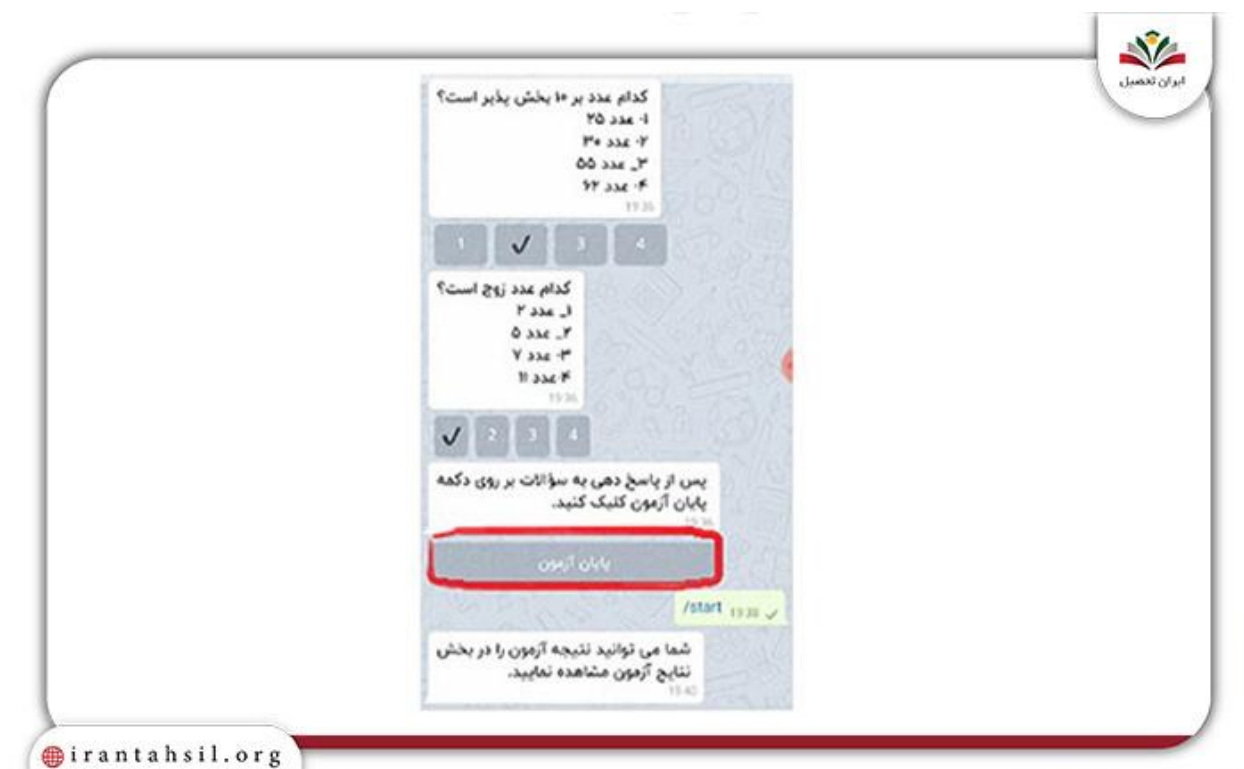 ایران تحصیل
کدام عدد بر ۱۰ بخش پذیر است؟
۱- عدد ۲۵
۲- عدد ۳۰
۳_ عدد ۵۵
۴- عدد ۶۲
19:36
1 ✓ 3 4
کدام عدد زوج است؟
۱_ عدد ۲
۲_ عدد ۵
۳- عدد ۷
۴-عدد ۱۱
19:36
✓ 2 3 4
پس از پاسخ دهی به سؤالات بر روی دکمه
پایان آزمون کلیک کنید.
19:36
پایان آزمون
/start 19:38
شما می توانید نتیجه آزمون را در بخش
نتایج آزمون مشاهده نمایید.
19:40
irantahsil.org